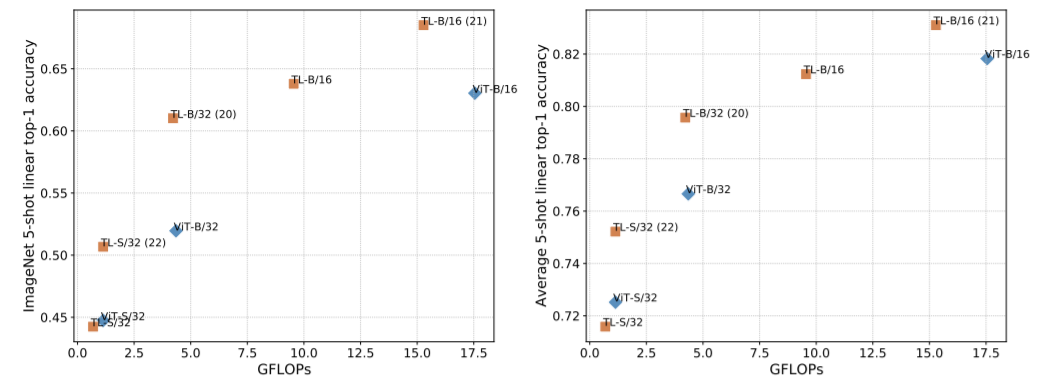 ImageNet 5-shot linear top-1 accuracy
0.65
0.60
0.55
0.50
0.45
TL-B/16 (21)
TL-B/16
ViT-B/16
TL-B/32 (20)
ViT-B/32
TL-S/32 (22)
ViT-S/32
TL-S/32
0.0 2.5 5.0 7.5 10.0 12.5 15.0 17.5
GFLOPs
Average 5-shot linear top-1 accuracy
0.82
0.80
0.78
0.76
0.74
0.72
TL-B/16 (21)
ViT-B/16
TL-B/16
TL-B/32 (20)
ViT-B/32
TL-S/32 (22)
ViT-S/32
TL-S/32
0.0 2.5 5.0 7.5 10.0 12.5 15.0 17.5
GFLOPs